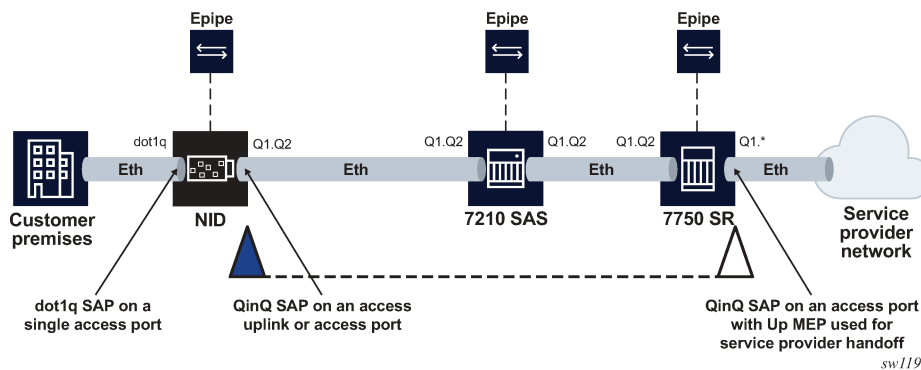 Epipe
Epipe
Epipe
dot1q
Q1.Q2
Q1.Q2
Q1.Q2
Q1.Q2
Q1.*
Eth
Eth
Eth
Eth
Customer
premises
NID
7210 SAS
7750 SR
Service
provider
network
dot1q SAP on a
single access port
QinQ SAP on an access
uplink or access port
QinQ SAP on an access port
with Up MEP used for
service provider handoff
sw119